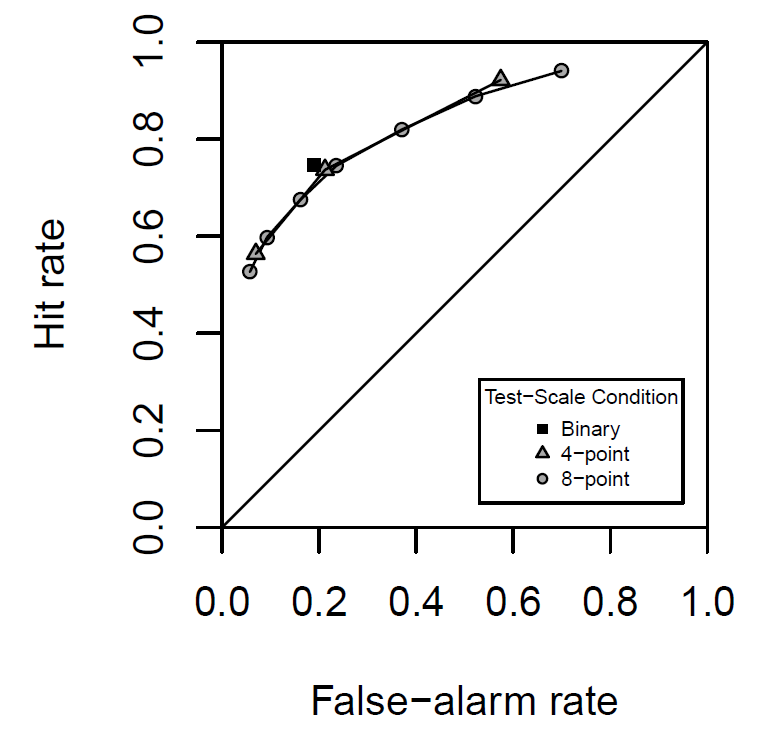 Hit rate
1.0
0.8
0.6
0.4
0.2
0.0
Test−Scale Condition
Binary
4−point
8−point
0.0 0.2 0.4 0.6 0.8 1.0
False−alarm rate